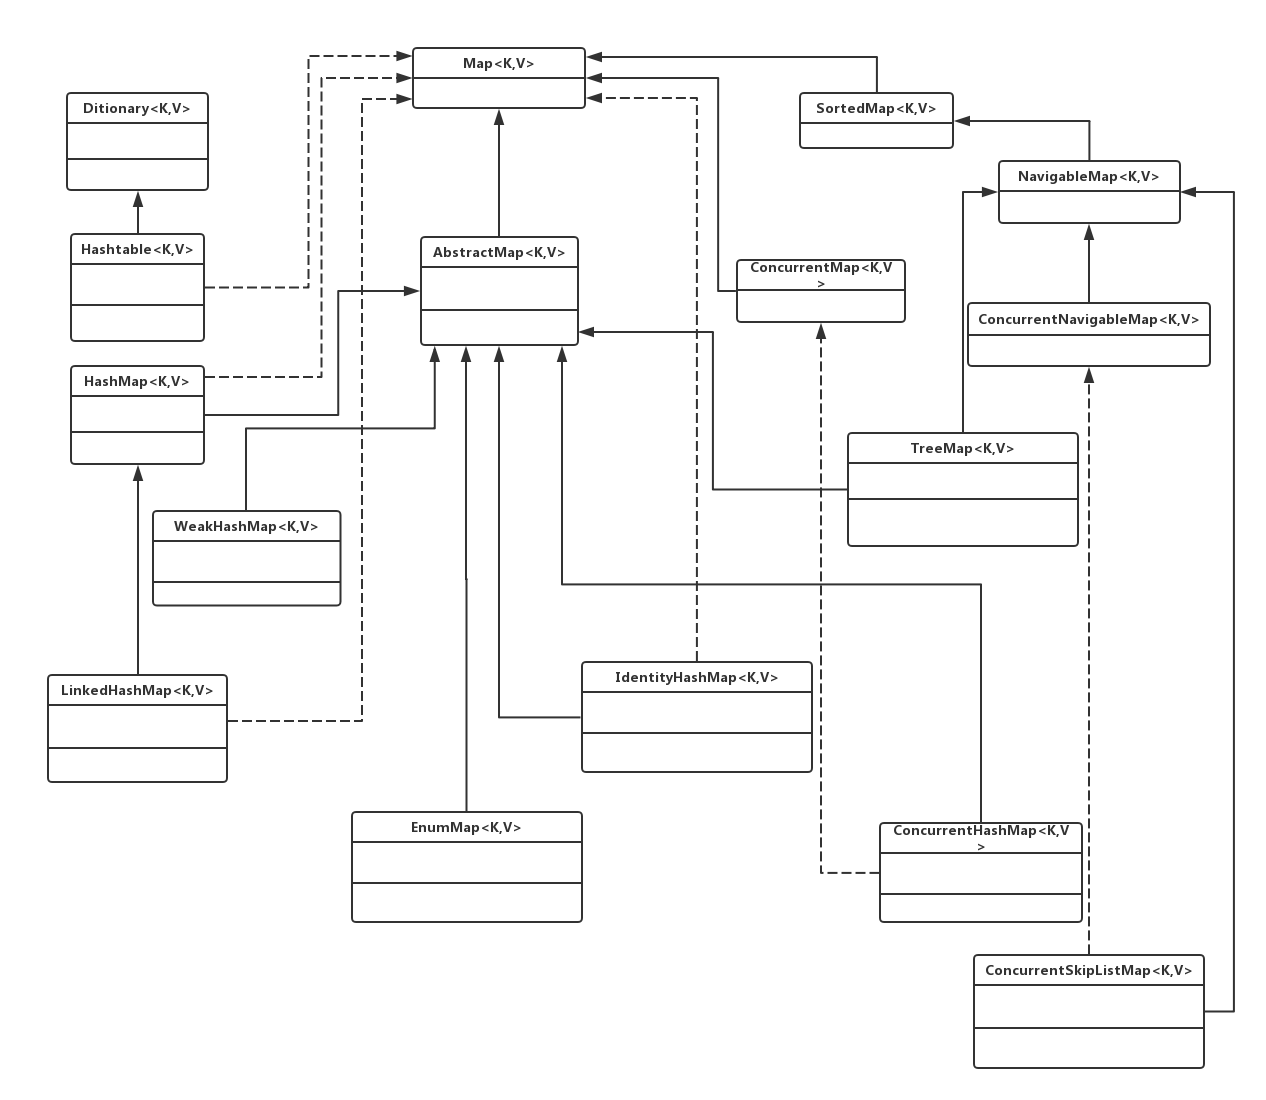 Map<K,V>
Ditionary<K,V>
SortedMap<K,V>
NavigableMap<K,V>
Hashtable<K,V>
AbstractMap<K,V>
ConcurrentMap<K,V
>
ConcurrentNavigableMap<K,V>
HashMap<K,V>
TreeMap<K,V>
WeakHashMap<K,V>
LinkedHashMap<K,V>
IdentityHashMap<K,V>
EnumMap<K,V>
ConcurrentHashMap<K,V
>
ConcurrentSkipListMap<K,V>